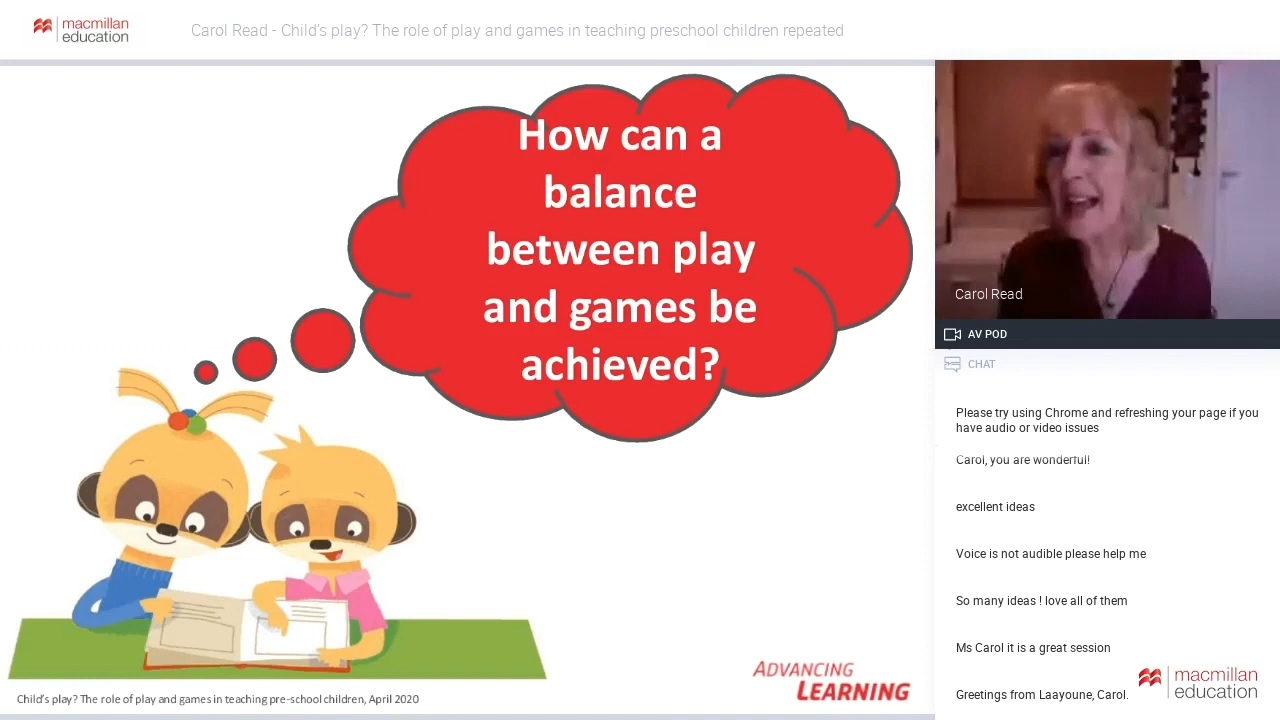 macmillan
education
Carol Read - Child's play? The role of play and games in teaching preschool children repeated
How can a
balance
between play
and games be
achieved?
ADVANCING
LEARNING
Child's play? The role of play and games in teaching pre-school children, April 2020
Carol Read
AV POD
CHAT
Please try using Chrome and refreshing your page if you
have audio or video issues
Carol, you are wonderful!
excellent ideas
Voice is not audible please help me
So many ideas ! love all of them
Ms Carol it is a great session
Greetings from Laayoune, Carol.
macmillan
education